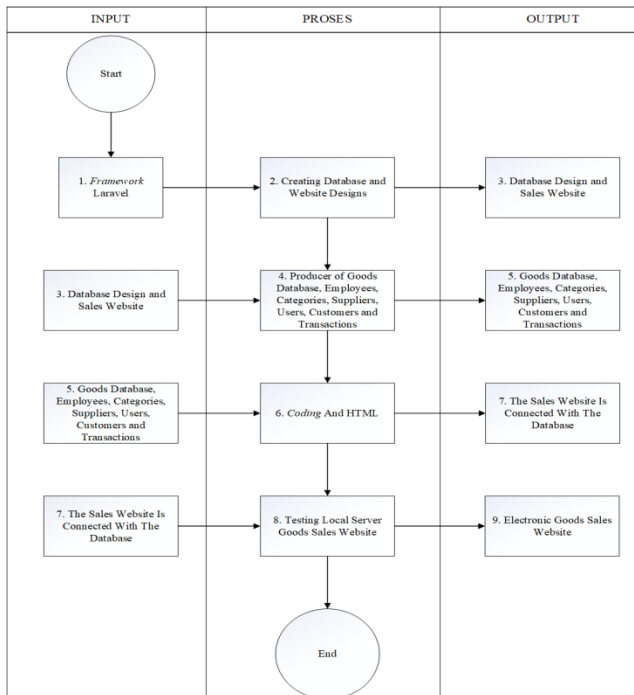 INPUT
PROSES
OUTPUT
Start
1. Framework
Laravel
2. Creating Database and
Website Designs
3. Database Design and
Sales Website
3. Database Design and
Sales Website
4. Producer of Goods
Database, Employees,
Categories, Suppliers,
Users, Customers and
Transactions
5. Goods Database,
Employees, Categories,
Suppliers, Users,
Customers and
Transactions
5. Goods Database,
Employees, Categories,
Suppliers, Users,
Customers and
Transactions
6. Coding And HTML
7. The Sales Website Is
Connected With The
Database
7. The Sales Website Is
Connected With The
Database
8. Testing Local Server
Goods Sales Website
9. Electronic Goods Sales
Website
End